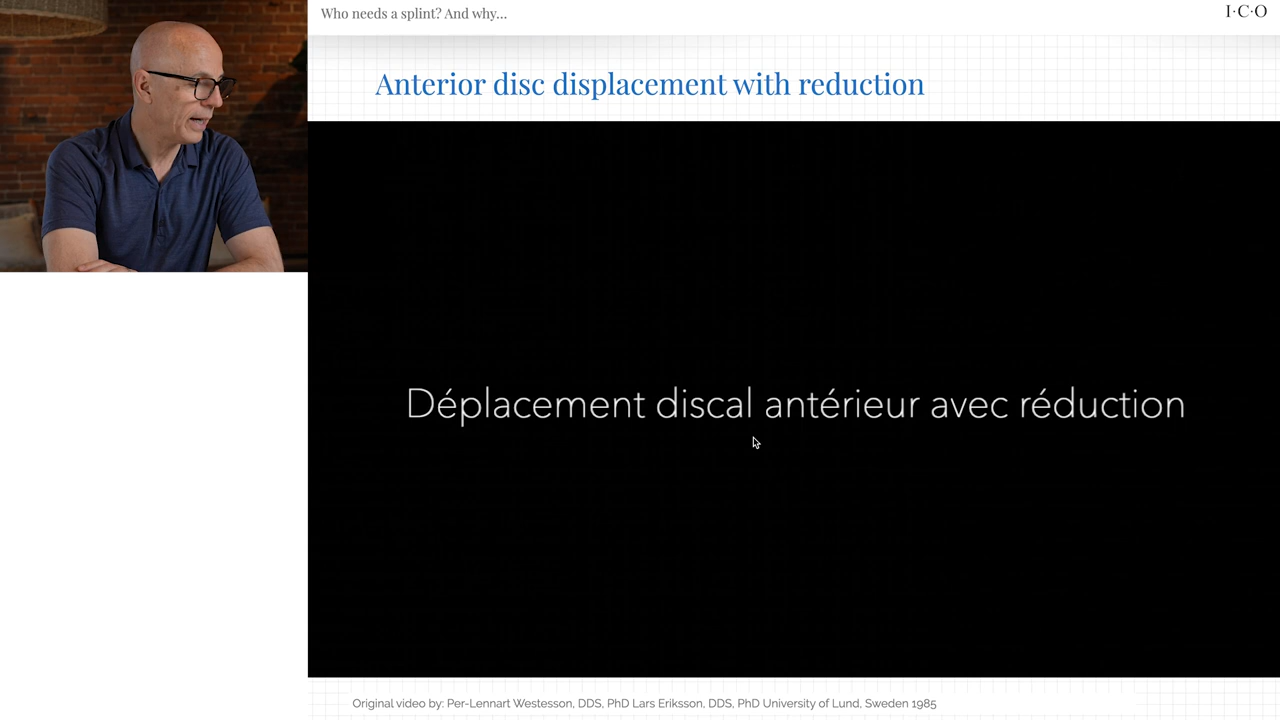 Who needs a splint? And why...
I·C·O
Anterior disc displacement with reduction
Déplacement discal antérieur avec réduction
Original video by: Per-Lennart Westesson, DDS, PhD Lars Eriksson, DDS, PhD University of Lund, Sweden 1985